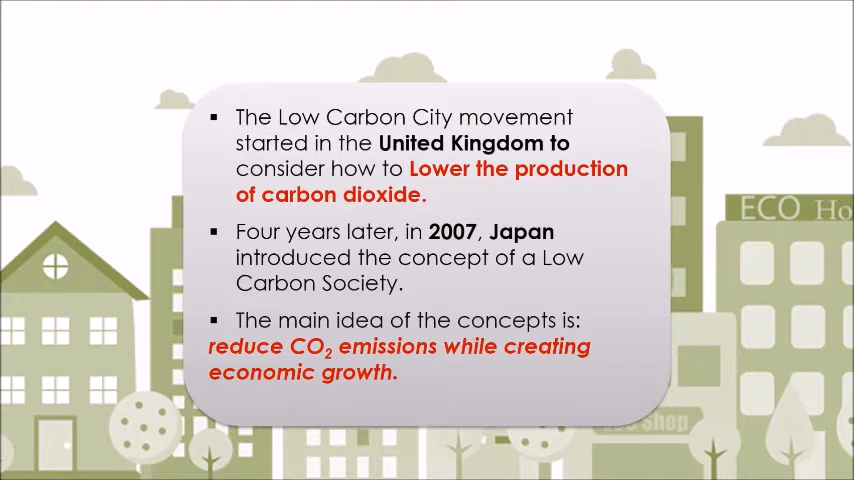 ▪ The Low Carbon City movement
started in the United Kingdom to
consider how to Lower the production
of carbon dioxide.
▪ Four years later, in 2007, Japan
introduced the concept of a Low
Carbon Society.
▪ The main idea of the concepts is:
reduce CO₂ emissions while creating
economic growth.
ECO Ho
Shop